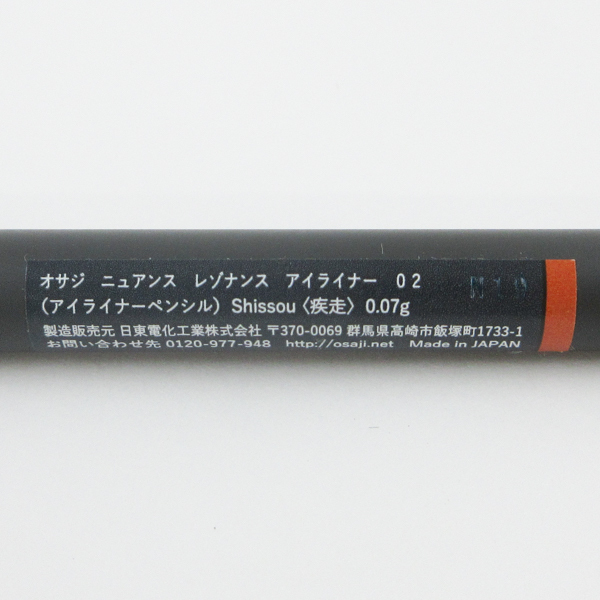 オサジ ニュアンス レゾナンス アイライナー 02
（アイライナーペンシル）Shissou〈疾走〉0.07g
製造販売元 日東電化工業株式会社 〒370-0069 群馬県高崎市飯塚町1733-1
お問い合わせ先 0120-977-948 http://osaji.net Made in JAPAN